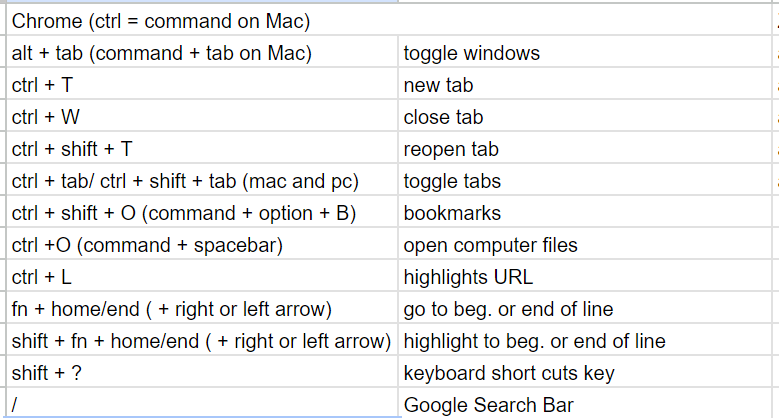 Chrome (ctrl = command on Mac)
alt + tab (command + tab on Mac) toggle windows
ctrl + T new tab
ctrl + W close tab
ctrl + shift + T reopen tab
ctrl + tab/ ctrl + shift + tab (mac and pc) toggle tabs
ctrl + shift + O (command + option + B) bookmarks
ctrl +O (command + spacebar) open computer files
ctrl + L highlights URL
fn + home/end ( + right or left arrow) go to beg. or end of line
shift + fn + home/end ( + right or left arrow) highlight to beg. or end of line
shift + ? keyboard short cuts key
/ Google Search Bar